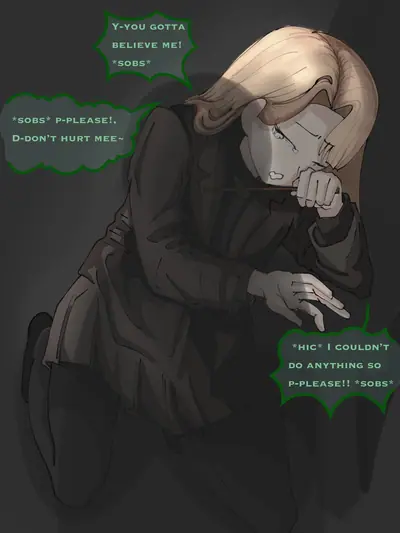 Y-YOU GOTTA
BELIEVE ME!
*SOBS*
*SOBS* P-PLEASE!,
D-DON'T HURT MEE~
*HIC* I COULDN'T
DO ANYTHING SO
P-PLEASE!! *SOBS*